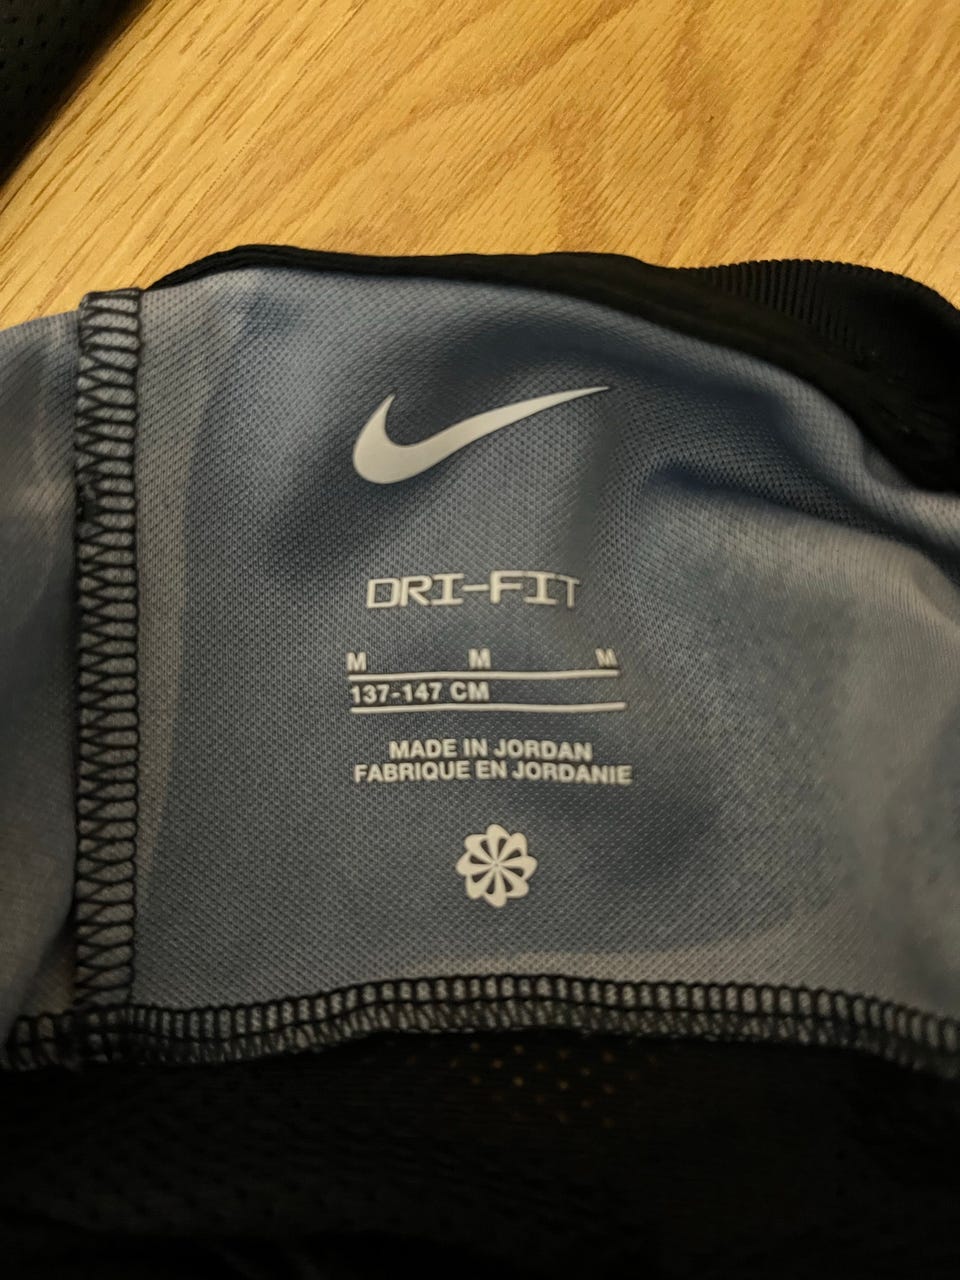 DRI-FIT
M M M
137-147 CM
MADE IN JORDAN
FABRIQUE EN JORDANIE